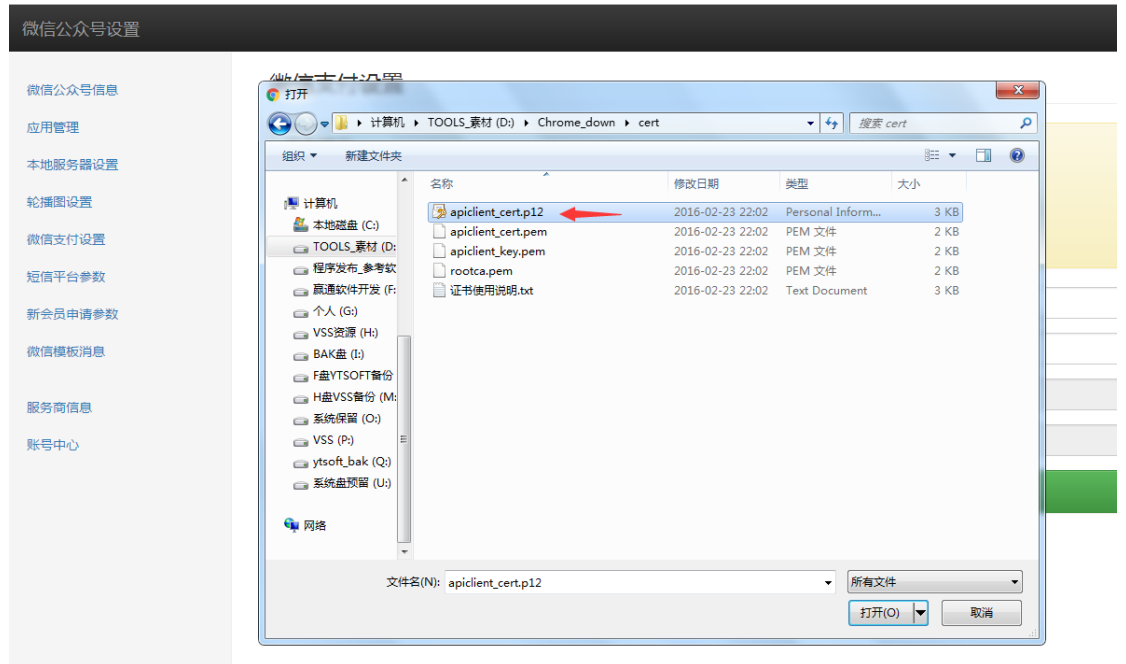 微信公众号设置
微信公众号信息
应用管理
本地服务器设置
轮播图设置
微信支付设置
短信平台参数
新会员申请参数
微信模板消息
服务商信息
账号中心
微信支付设置
打开
计算机 TOOLS_素材 (D:) Chrome_down cert
搜索 cert
组织 新建文件夹
名称 修改日期 类型 大小
计算机
本地磁盘 (C:)
TOOLS_素材 (D:
程序发布_参考软
赢通软件开发 (F:
个人 (G:)
VSS资源 (H:)
BAK盘 (I:)
F盘YTSOFT备份
H盘VSS备份 (M:
系统保留 (O:)
VSS (P:)
ytsoft_bak (Q:)
系统盘预留 (U:)
网络
apiclient_cert.p12 2016-02-23 22:02 Personal Inform... 3 KB
apiclient_cert.pem 2016-02-23 22:02 PEM 文件 2 KB
apiclient_key.pem 2016-02-23 22:02 PEM 文件 2 KB
rootca.pem 2016-02-23 22:02 PEM 文件 2 KB
证书使用说明.txt 2016-02-23 22:02 Text Document 3 KB
文件名(N): apiclient_cert.p12 所有文件
打开(O) 取消